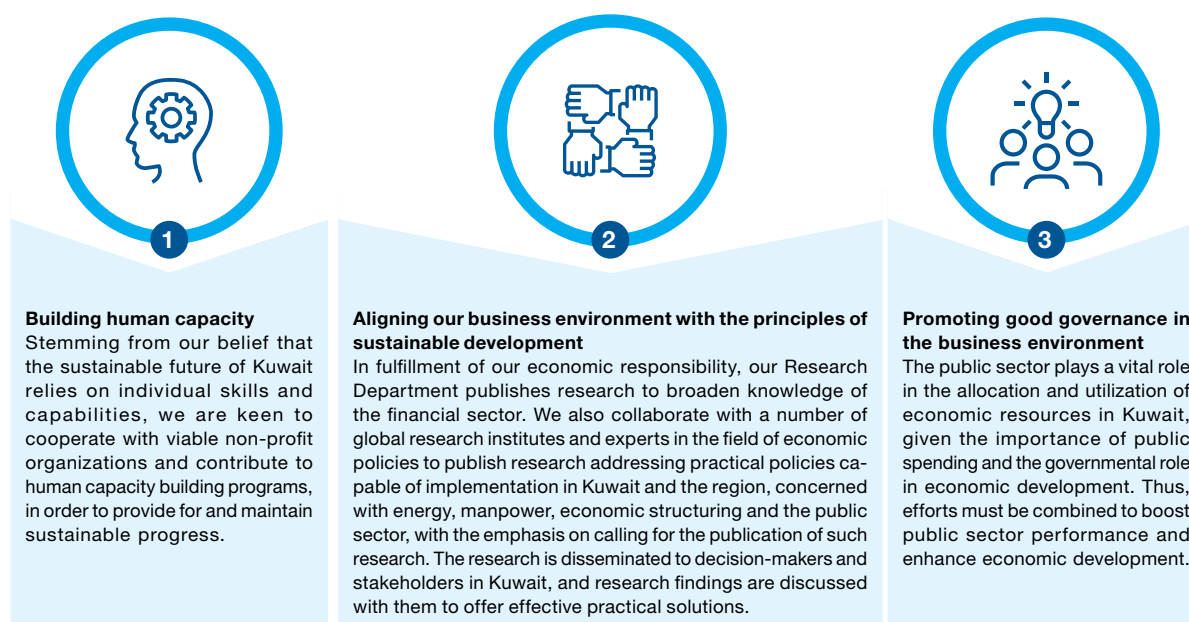 1
Building human capacity
Stemming from our belief that
the sustainable future of Kuwait
relies on individual skills and
capabilities, we are keen to
cooperate with viable non-profit
organizations and contribute to
human capacity building programs,
in order to provide for and maintain
sustainable progress.
2
Aligning our business environment with the principles of
sustainable development
In fulfillment of our economic responsibility, our Research
Department publishes research to broaden knowledge of
the financial sector. We also collaborate with a number of
global research institutes and experts in the field of economic
policies to publish research addressing practical policies ca-
pable of implementation in Kuwait and the region, concerned
with energy, manpower, economic structuring and the public
sector, with the emphasis on calling for the publication of such
research. The research is disseminated to decision-makers and
stakeholders in Kuwait, and research findings are discussed
with them to offer effective practical solutions.
3
Promoting good governance in
the business environment
The public sector plays a vital role
in the allocation and utilization of
economic resources in Kuwait,
given the importance of public
spending and the governmental role
in economic development. Thus,
efforts must be combined to boost
public sector performance and
enhance economic development.